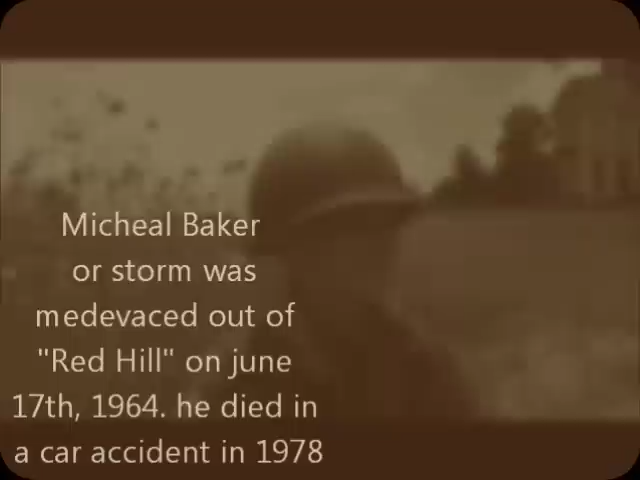 Micheal Baker
or storm was
medevaced out of
"Red Hill" on june
17th, 1964. he died in
a car accident in 1978